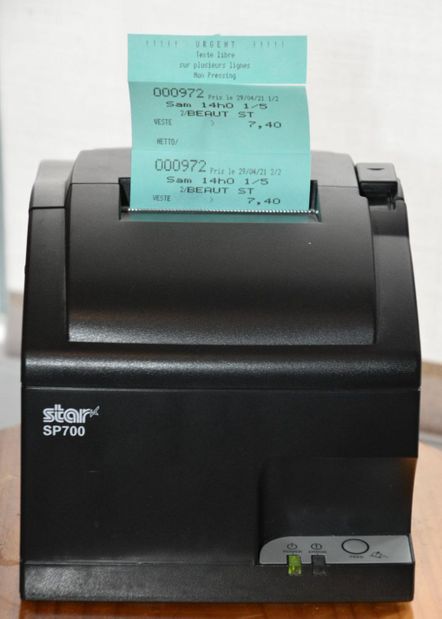 !!!!! URGENT !!!!!
Texte libre
sur plusieurs lignes
Mon Pressing
000972 Pris le 29/04/21 1/2
Sam 14h0 1/5
2/BEAUT ST
VESTE > 7,40
NETTO/
000972 Pris le 29/04/21 2/2
Sam 14h0 1/5
2/BEAUT ST
VESTE > 7,40
star
SP700
POWER ERROR FEED